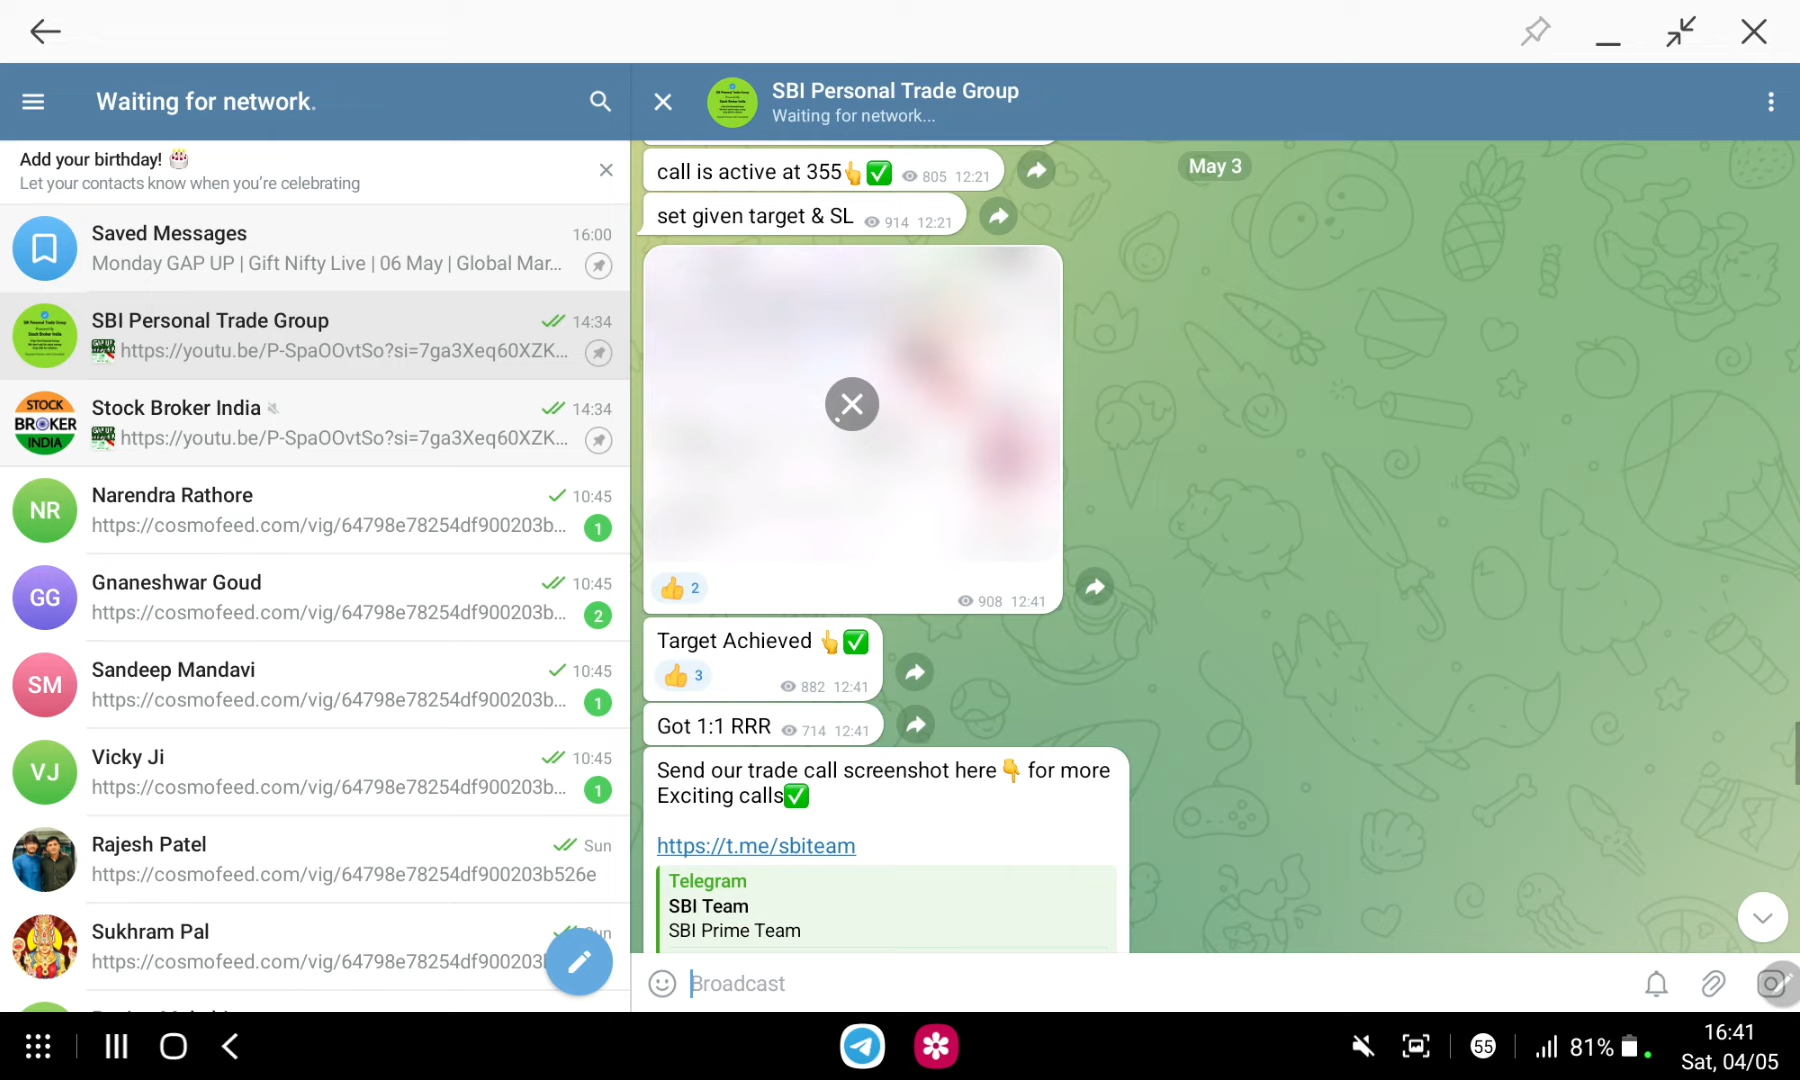 Waiting for network.
Add your birthday! 🎂
Let your contacts know when you're celebrating
Saved Messages
16:00
Monday GAP UP | Gift Nifty Live | 06 May | Global Mar...
SBI Personal Trade Group
14:34
https://youtu.be/P-SpaOOvtSo?si=7ga3Xeq60XZK...
STOCK
BROKER
INDIA
Stock Broker India
14:34
https://youtu.be/P-SpaOOvtSo?si=7ga3Xeq60XZK...
NR
Narendra Rathore
10:45
https://cosmofeed.com/vig/64798e78254df900203b...
1
GG
Gnaneshwar Goud
10:45
https://cosmofeed.com/vig/64798e78254df900203b...
2
SM
Sandeep Mandavi
10:45
https://cosmofeed.com/vig/64798e78254df900203b...
1
VJ
Vicky Ji
10:45
https://cosmofeed.com/vig/64798e78254df900203b...
1
Rajesh Patel
Sun
https://cosmofeed.com/vig/64798e78254df900203b526e
Sukhram Pal
https://cosmofeed.com/vig/64798e78254df900203
SBI Personal Trade Group
Waiting for network...
May 3
call is active at 355👆✅ 805 12:21
set given target & SL 914 12:21
👍 2
908 12:41
Target Achieved 👆✅
👍 3 882 12:41
Got 1:1 RRR 714 12:41
Send our trade call screenshot here👇 for more
Exciting calls✅
https://t.me/sbiteam
Telegram
SBI Team
SBI Prime Team
Broadcast
55
81%
16:41
Sat, 04/05